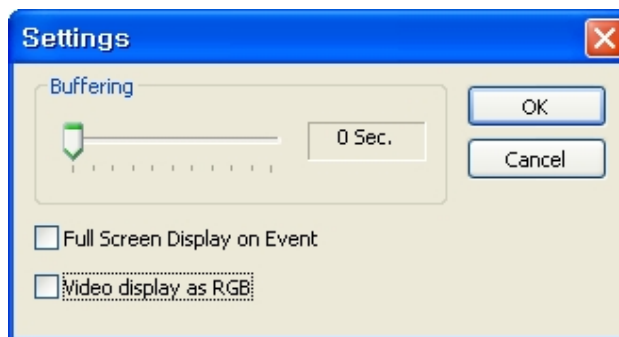 Settings
Buffering
0 Sec.
OK
Cancel
Full Screen Display on Event
Video display as RGB